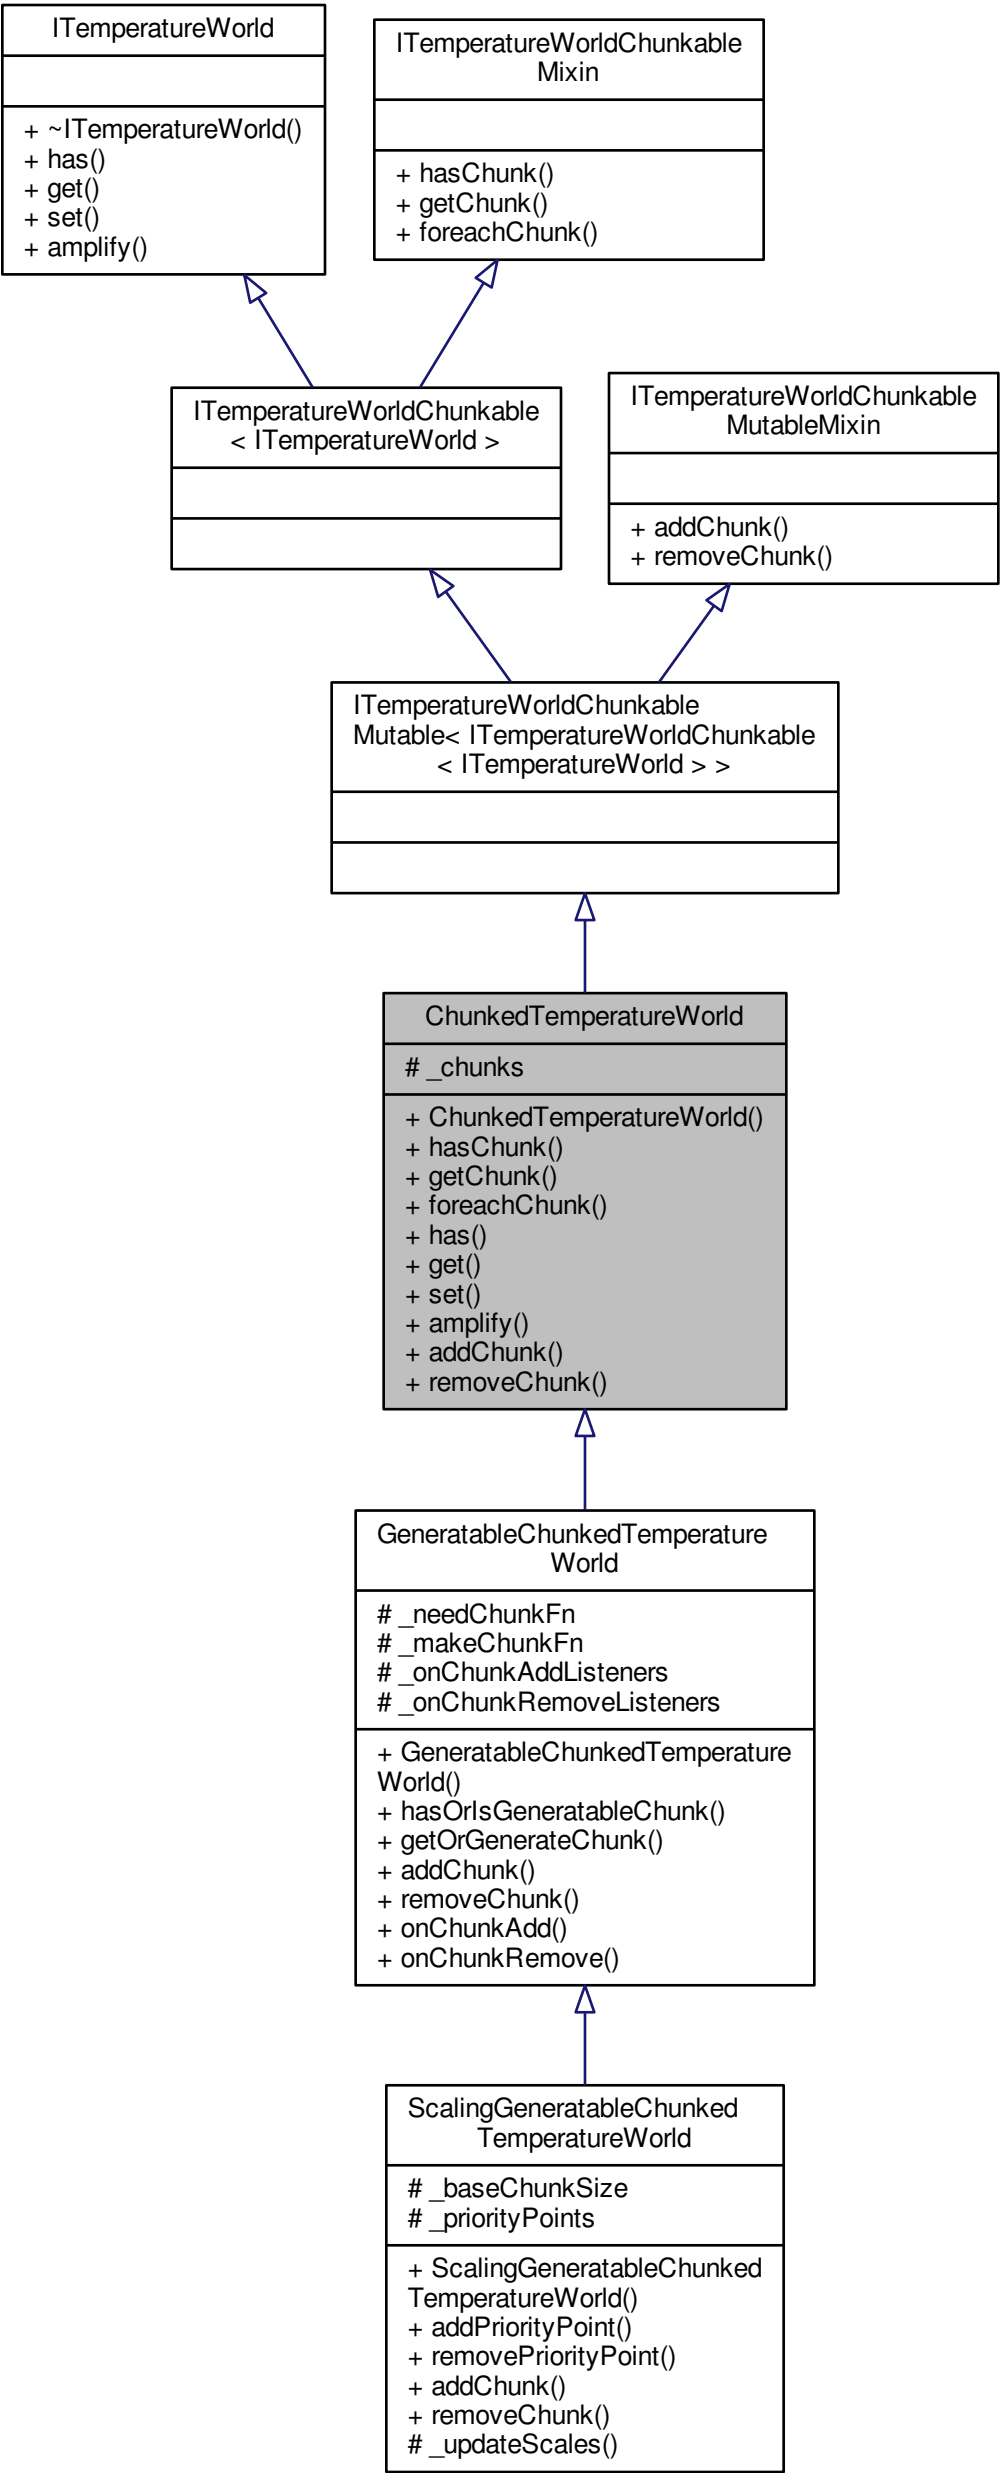 ITemperatureWorld
+ ~ITemperatureWorld()
+ has()
+ get()
+ set()
+ amplify()
ITemperatureWorldChunkable
Mixin
+ hasChunk()
+ getChunk()
+ foreachChunk()
ITemperatureWorldChunkable
< ITemperatureWorld >
ITemperatureWorldChunkable
MutableMixin
+ addChunk()
+ removeChunk()
ITemperatureWorldChunkable
Mutable< ITemperatureWorldChunkable
< ITemperatureWorld > >
ChunkedTemperatureWorld
# _chunks
+ ChunkedTemperatureWorld()
+ hasChunk()
+ getChunk()
+ foreachChunk()
+ has()
+ get()
+ set()
+ amplify()
+ addChunk()
+ removeChunk()
GeneratableChunkedTemperature
World
# _needChunkFn
# _makeChunkFn
# _onChunkAddListeners
# _onChunkRemoveListeners
+ GeneratableChunkedTemperature
World()
+ hasOrIsGeneratableChunk()
+ getOrGenerateChunk()
+ addChunk()
+ removeChunk()
+ onChunkAdd()
+ onChunkRemove()
ScalingGeneratableChunked
TemperatureWorld
# _baseChunkSize
# _priorityPoints
+ ScalingGeneratableChunked
TemperatureWorld()
+ addPriorityPoint()
+ removePriorityPoint()
+ addChunk()
+ removeChunk()
# _updateScales()